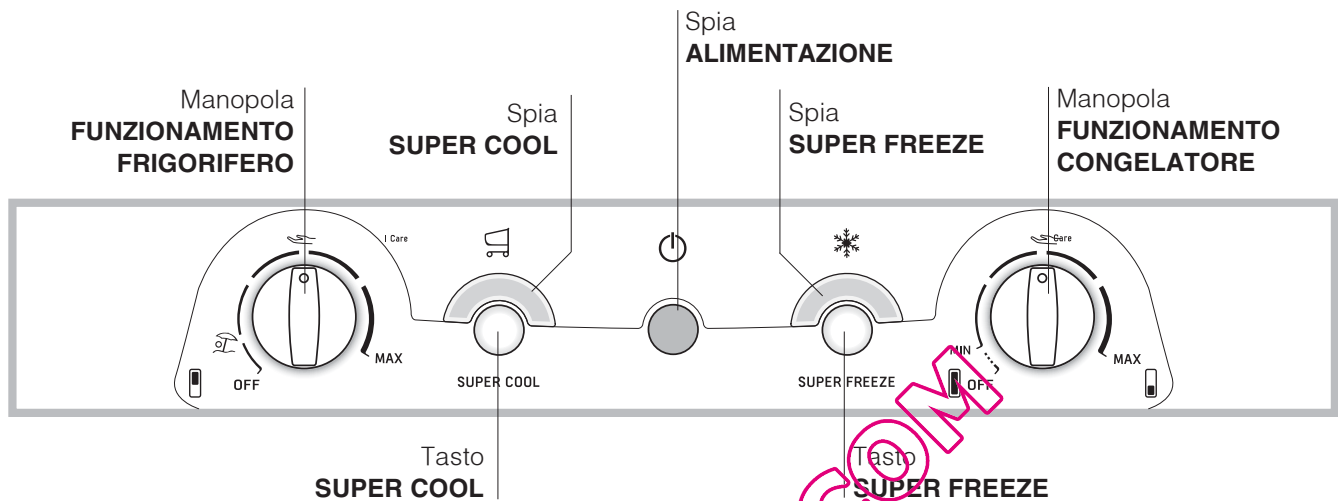 Spia
ALIMENTAZIONE
Manopola
FUNZIONAMENTO
FRIGORIFERO
Spia
SUPER COOL
Spia
SUPER FREEZE
Manopola
FUNZIONAMENTO
CONGELATORE
I Care
Care
MAX
OFF
SUPER COOL
SUPER FREEZE
MIN
OFF
MAX
Tasto
SUPER COOL
Tasto
SUPER FREEZE
COM